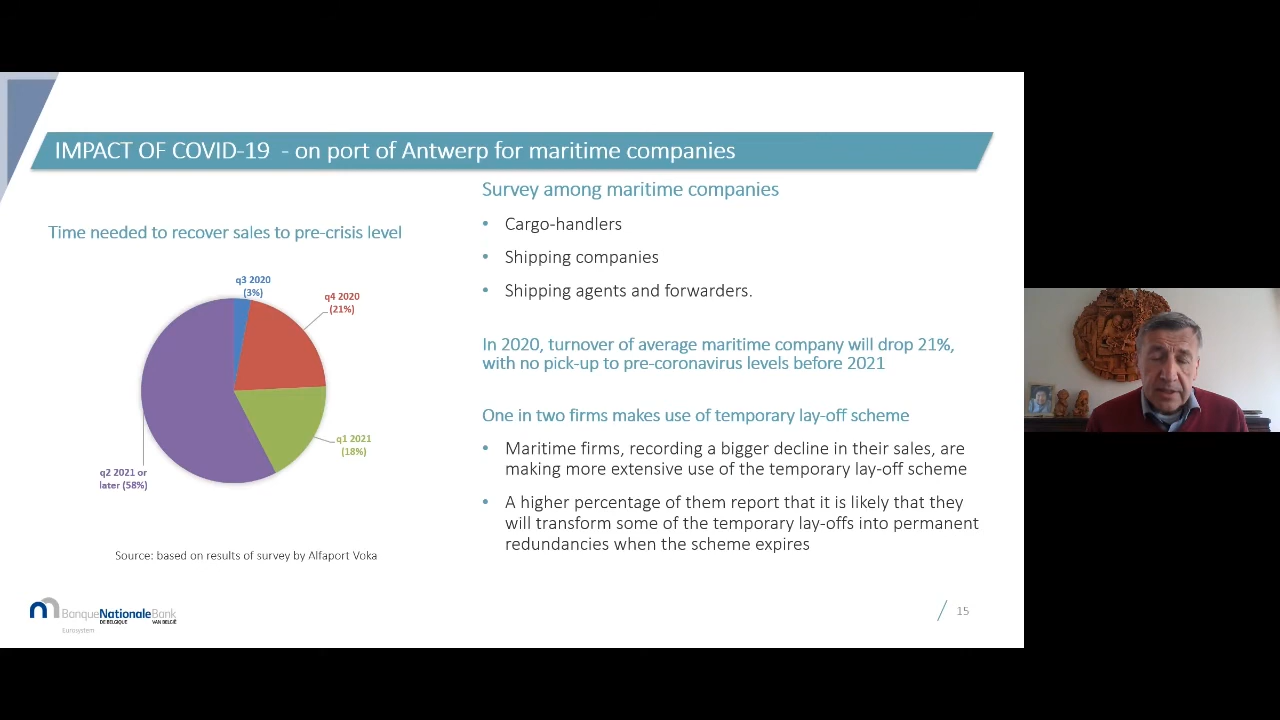 IMPACT OF COVID-19 - on port of Antwerp for maritime companies
Time needed to recover sales to pre-crisis level
q3 2020
(3%)
q4 2020
(21%)
q1 2021
(18%)
q2 2021 or
later (58%)
Source: based on results of survey by Alfaport Voka
Survey among maritime companies
• Cargo-handlers
• Shipping companies
• Shipping agents and forwarders.
In 2020, turnover of average maritime company will drop 21%,
with no pick-up to pre-coronavirus levels before 2021
One in two firms makes use of temporary lay-off scheme
• Maritime firms, recording a bigger decline in their sales, are
making more extensive use of the temporary lay-off scheme
• A higher percentage of them report that it is likely that they
will transform some of the temporary lay-offs into permanent
redundancies when the scheme expires
BanqueNationaleBank
DE BELGIQUE VAN BELGIË
Eurosystem
15